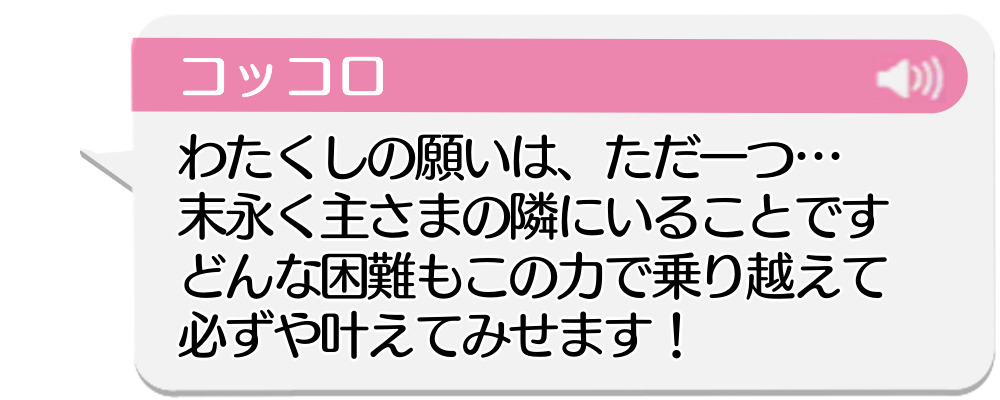 コッコロ
わたくしの願いは、ただ一つ…
末永く主さまの隣にいることです
どんな困難もこの力で乗り越えて
必ずや叶えてみせます！